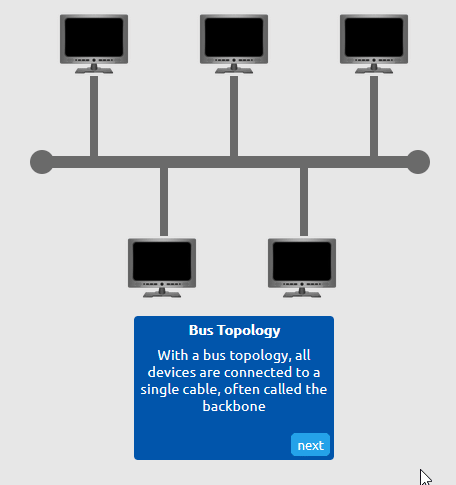 Bus Topology
With a bus topology, all
devices are connected to a
single cable, often called the
backbone
next